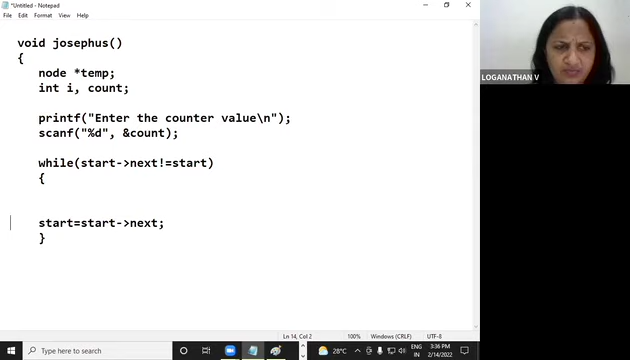 *Untitled - Notepad
File Edit Format View Help
void josephus()
{
node *temp;
int i, count;
printf("Enter the counter value\n");
scanf("%d", &count);
while(start->next!=start)
{
start=start->next;
}
LOGANATHAN V
Ln 14, Col 2
100%
Windows (CRLF)
UTF-8
Type here to search
28°C
ENG
IN
3:36 PM
2/14/2022